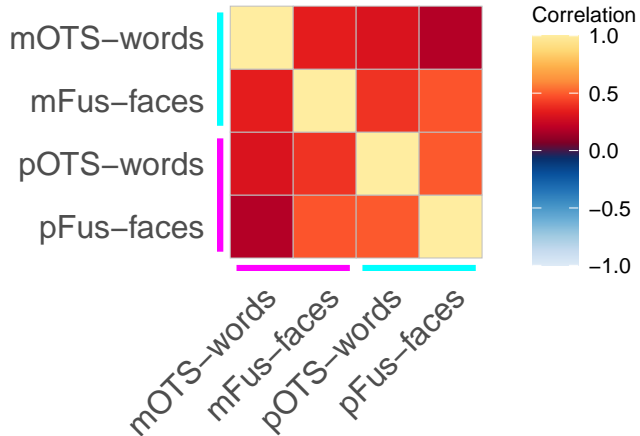 Correlation
mOTS−words
mFus−faces
pOTS−words
pFus−faces
1.0
0.5
0.0
−0.5
−1.0
mOTS−words
mFus−faces
pOTS−words
pFus−faces